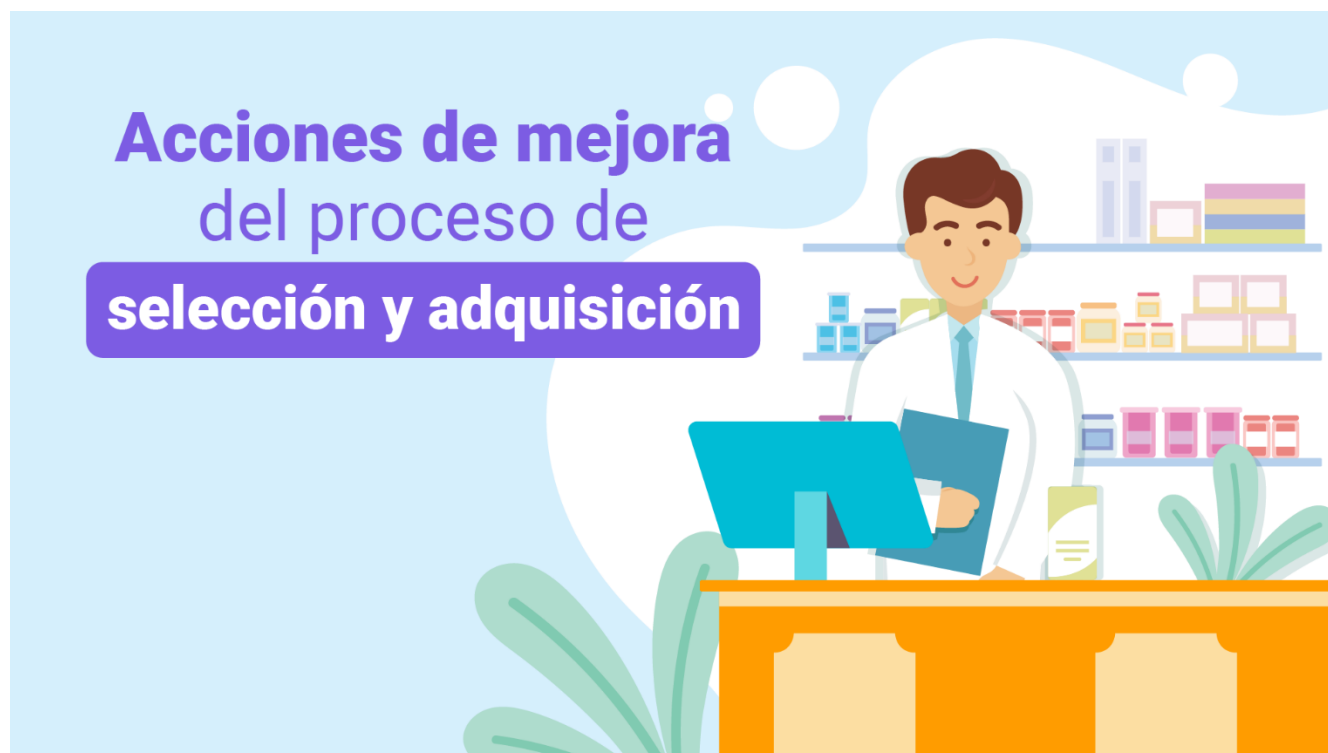 Acciones de mejora
del proceso de
selección y adquisición